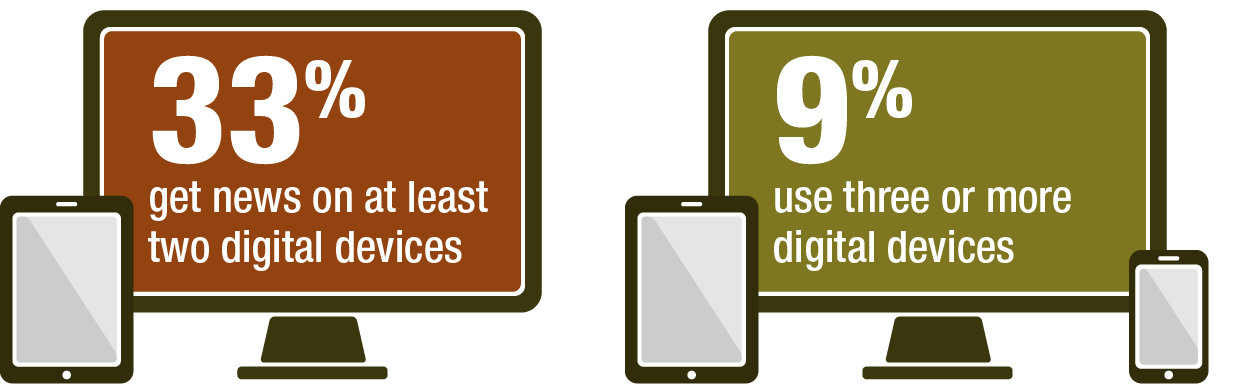 33%
get news on at least
two digital devices
9%
use three or more
digital devices